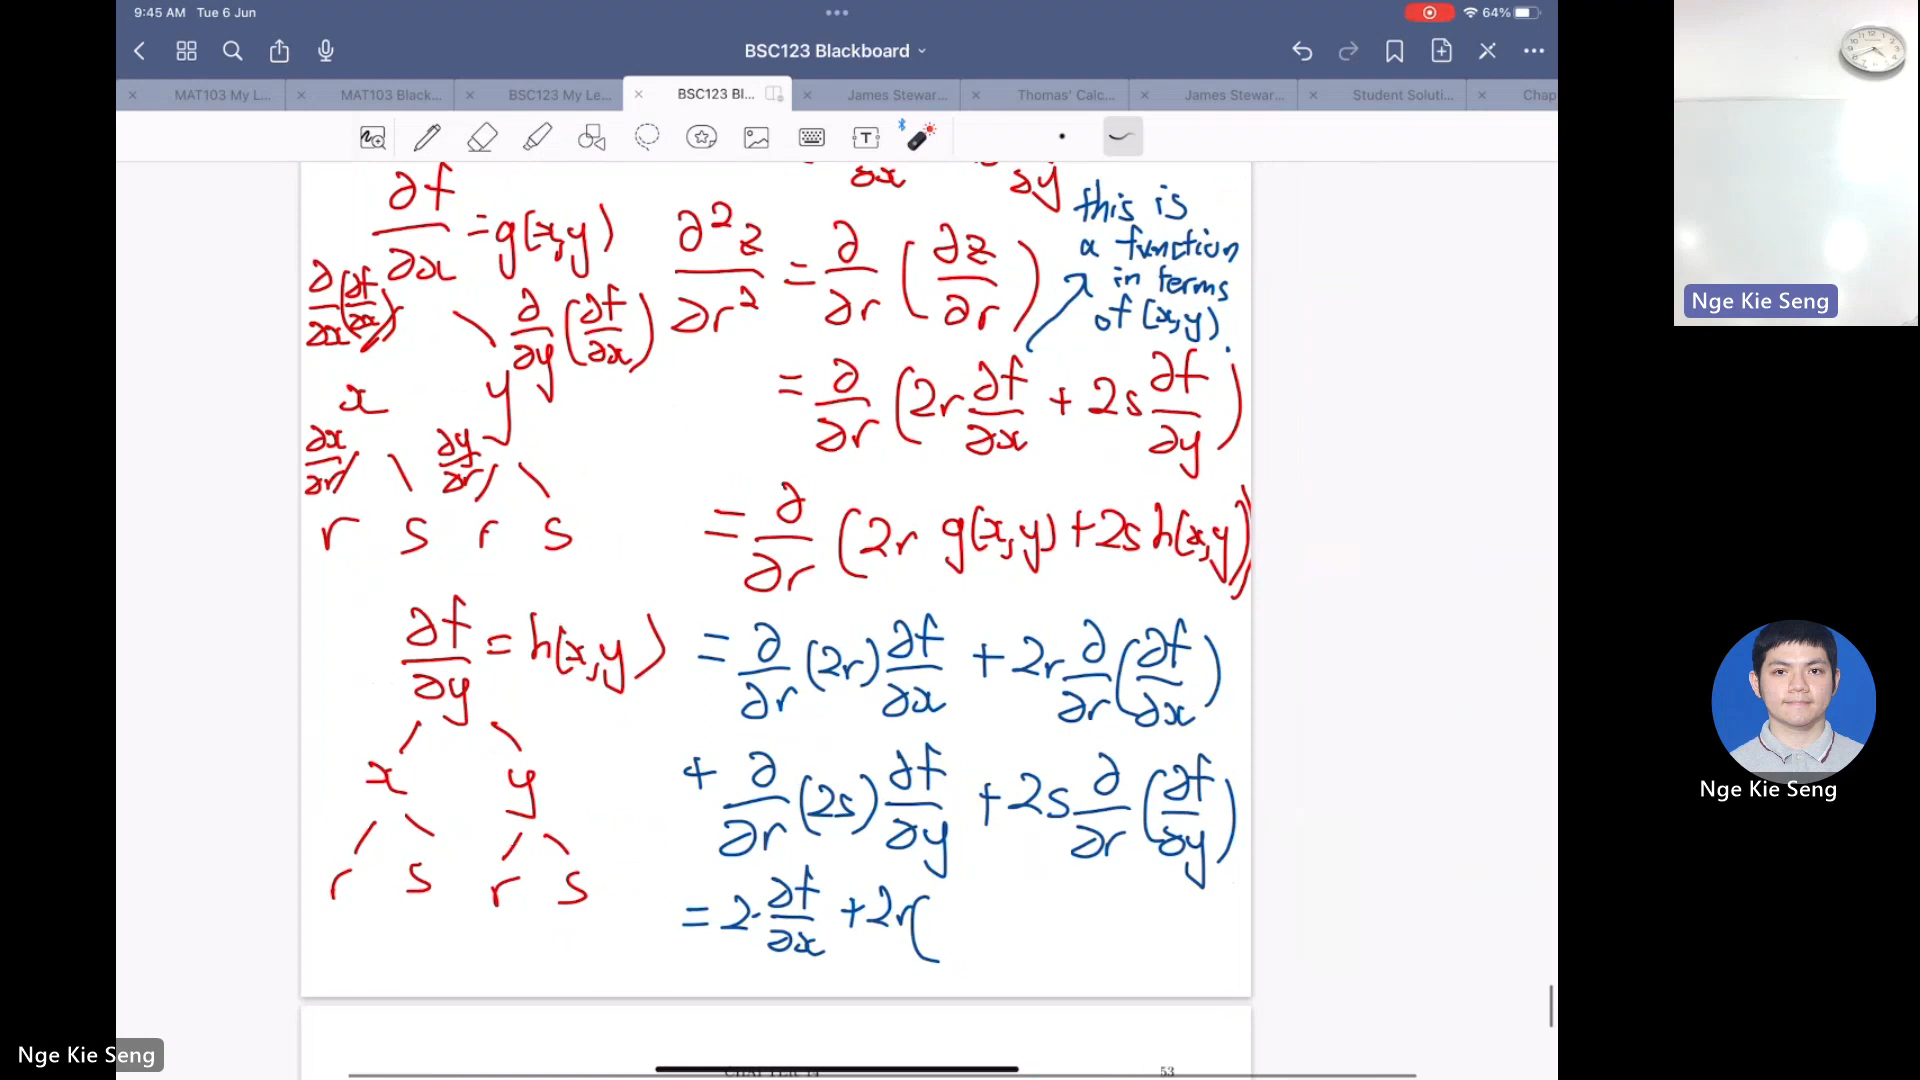 9:45 AM Tue 6 Jun
64%
BSC123 Blackboard
MAT103 My L...
MAT103 Black...
BSC123 My Le...
BSC123 Bl...
James Stewar...
Thomas' Calc...
James Stewar...
Student Soluti...
Chap
∂x ∂y
∂f/∂x = g(x,y)
∂/∂x(∂f/∂x)
∂/∂y(∂f/∂x)
x y
∂x/∂r ∂y/∂r
r s r s
∂f/∂y = h(x,y)
x y
r s r s
this is
a function
in terms
of (x,y).
∂²z/∂r² = ∂/∂r (∂z/∂r)
= ∂/∂r (2r ∂f/∂x + 2s ∂f/∂y)
= ∂/∂r (2r g(x,y) + 2s h(x,y))
= ∂/∂r (2r) ∂f/∂x + 2r ∂/∂r (∂f/∂x)
+ ∂/∂r (2s) ∂f/∂y + 2s ∂/∂r (∂f/∂y)
= 2·∂f/∂x + 2r(
53
Nge Kie Seng
Nge Kie Seng
Nge Kie Seng